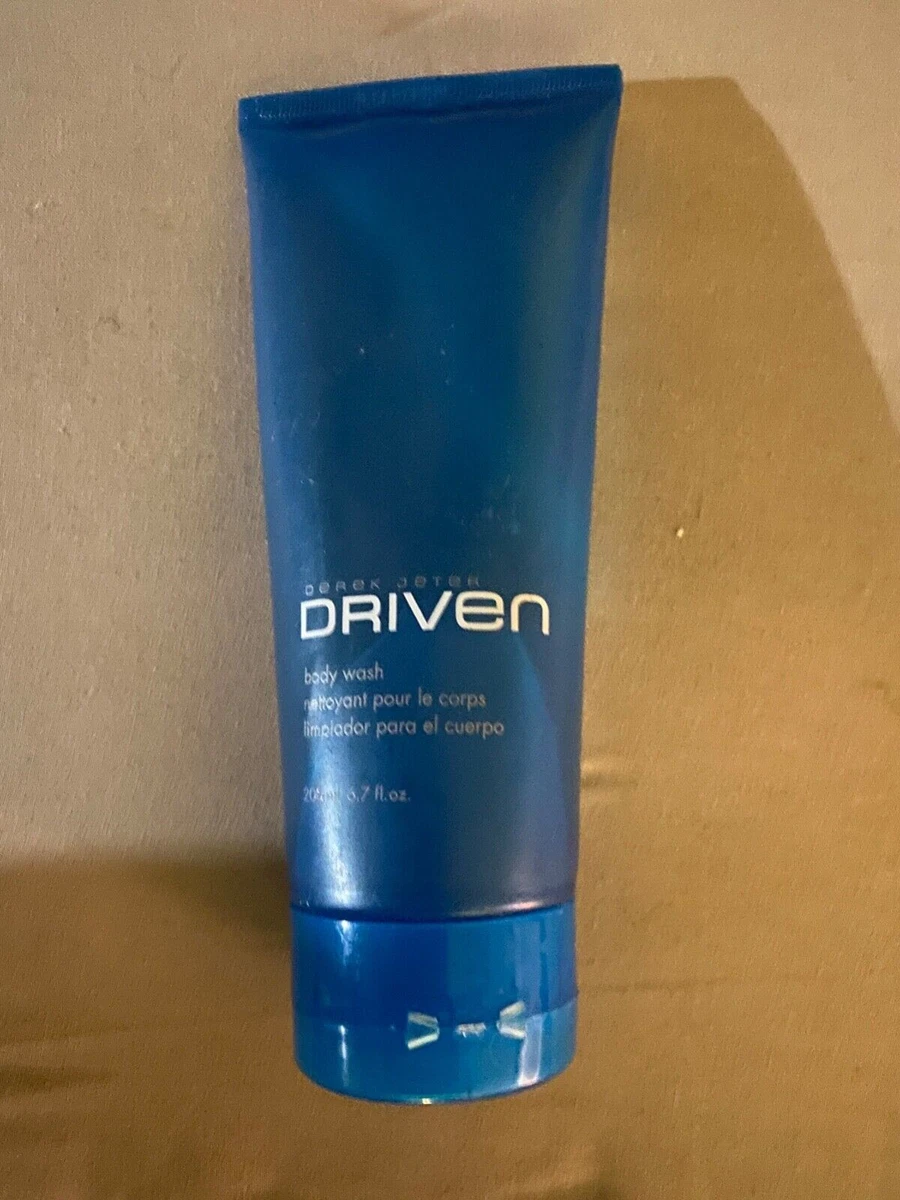 DEREK JETER
DRIVEN
body wash
nettoyant pour le corps
limpiador para el cuerpo
6.7 fl.oz.